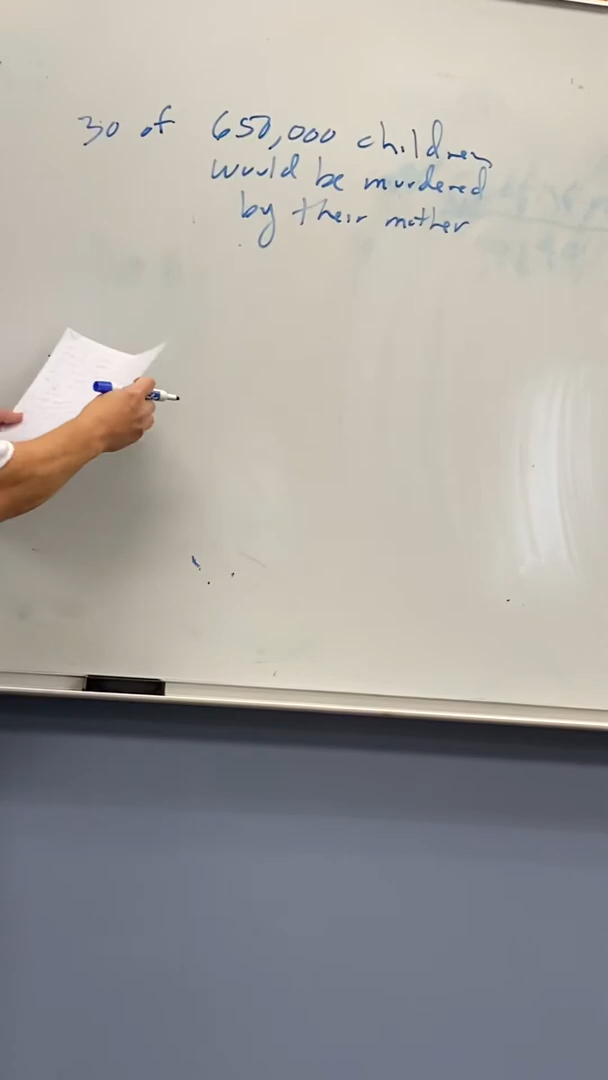 30 of 650,000 children
would be murdered
by their mother